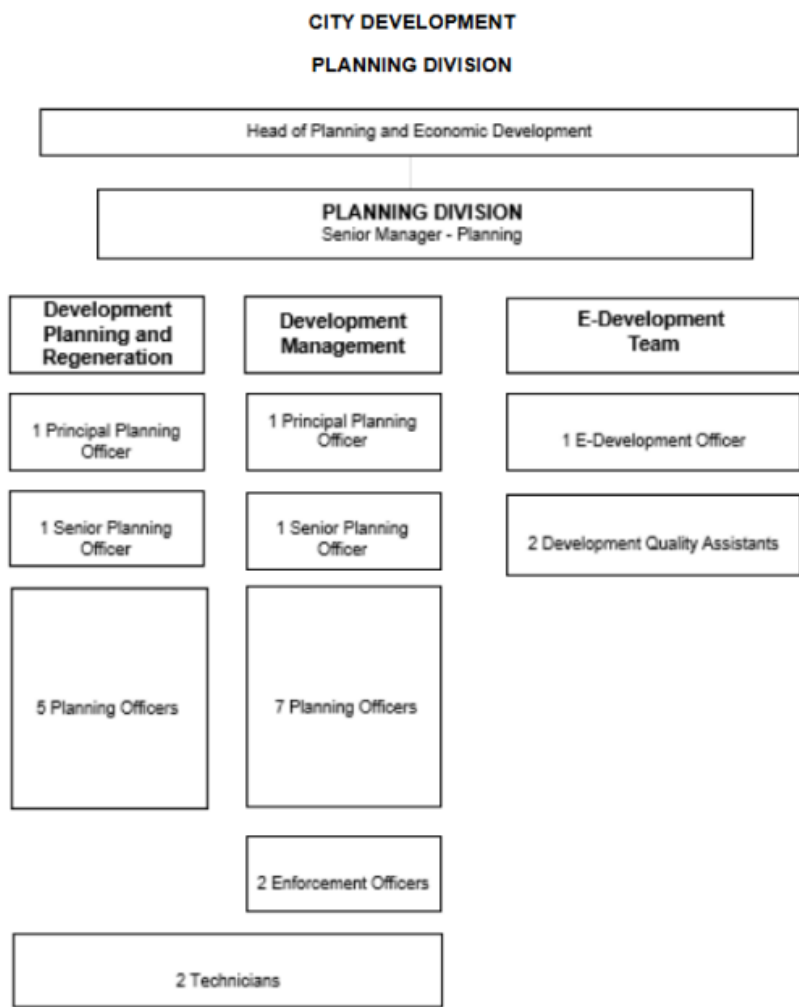 CITY DEVELOPMENT
PLANNING DIVISION
Head of Planning and Economic Development
PLANNING DIVISION
Senior Manager - Planning
Development
Planning and
Regeneration
Development
Management
E-Development
Team
1 Principal Planning
Officer
1 Principal Planning
Officer
1 E-Development Officer
1 Senior Planning
Officer
1 Senior Planning
Officer
2 Development Quality Assistants
5 Planning Officers
7 Planning Officers
2 Enforcement Officers
2 Technicians